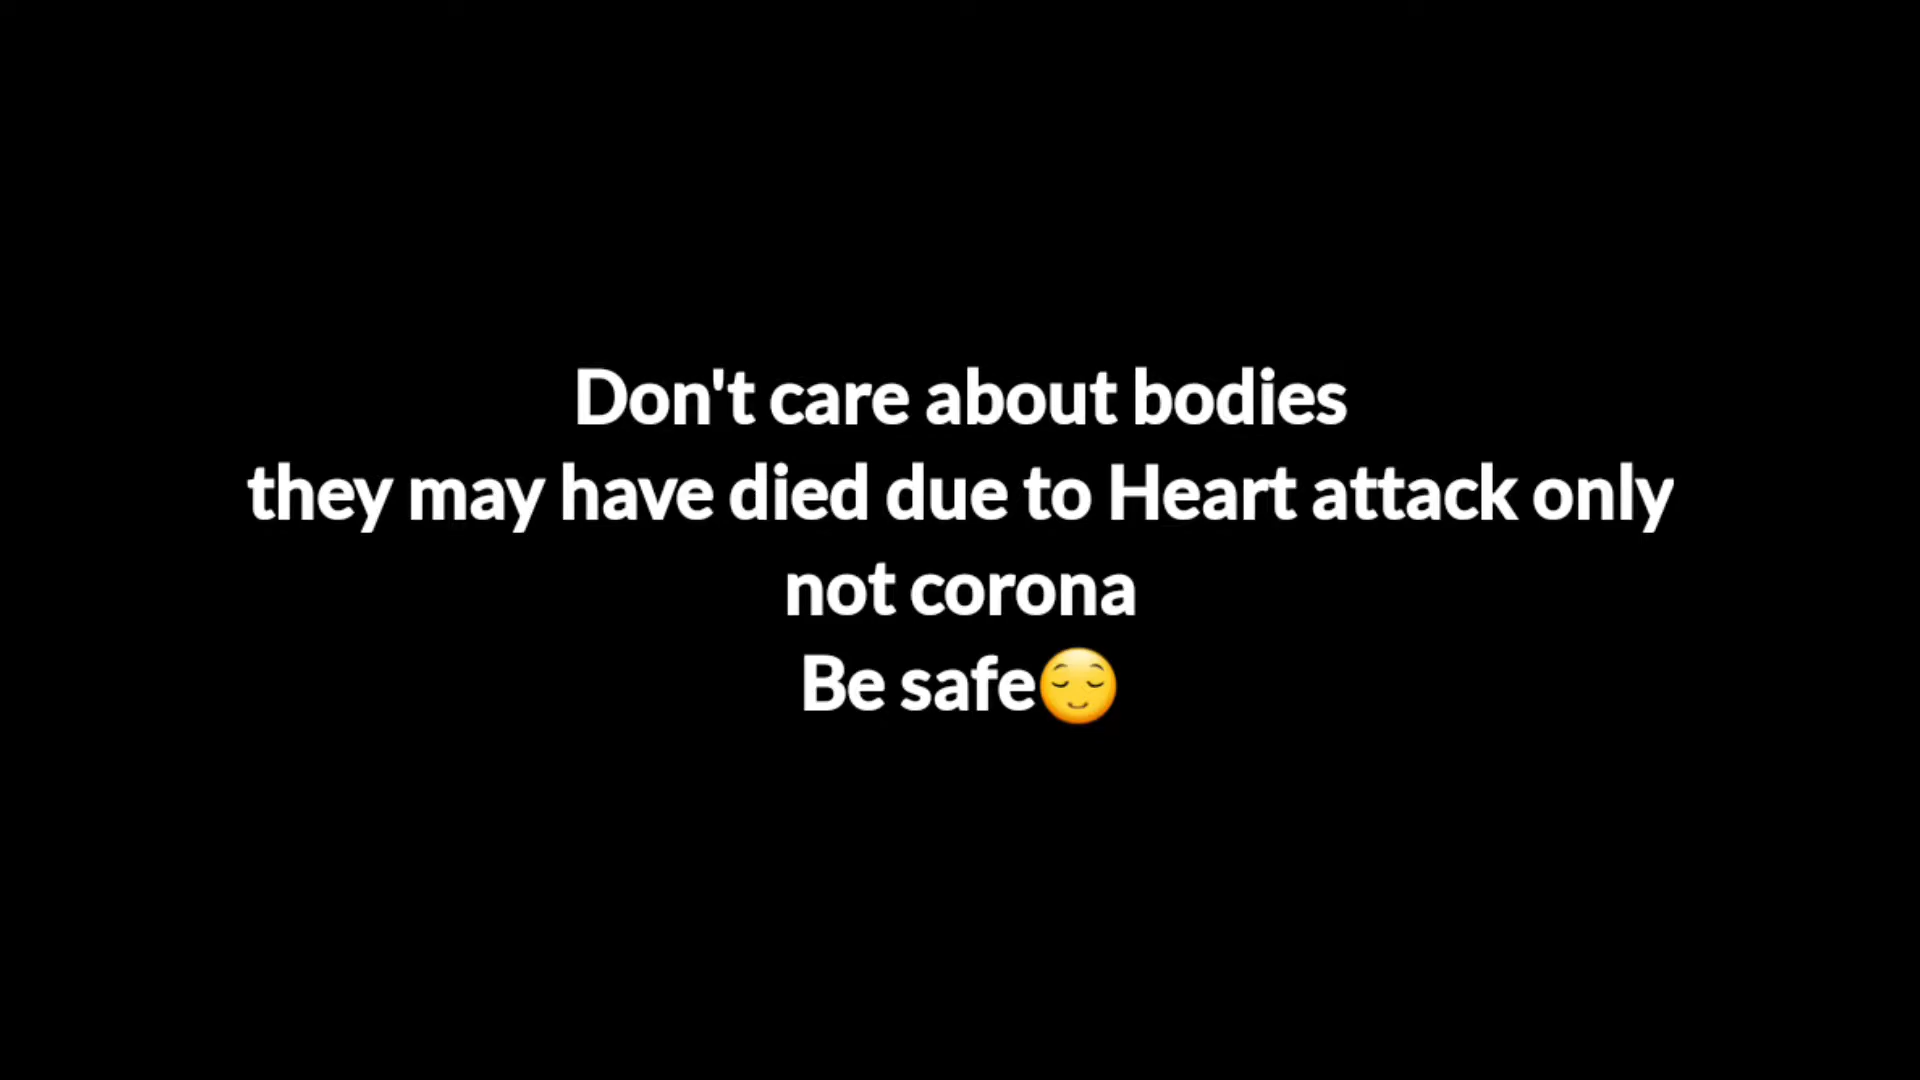 Don't care about bodies
they may have died due to Heart attack only
not corona
Be safe😌